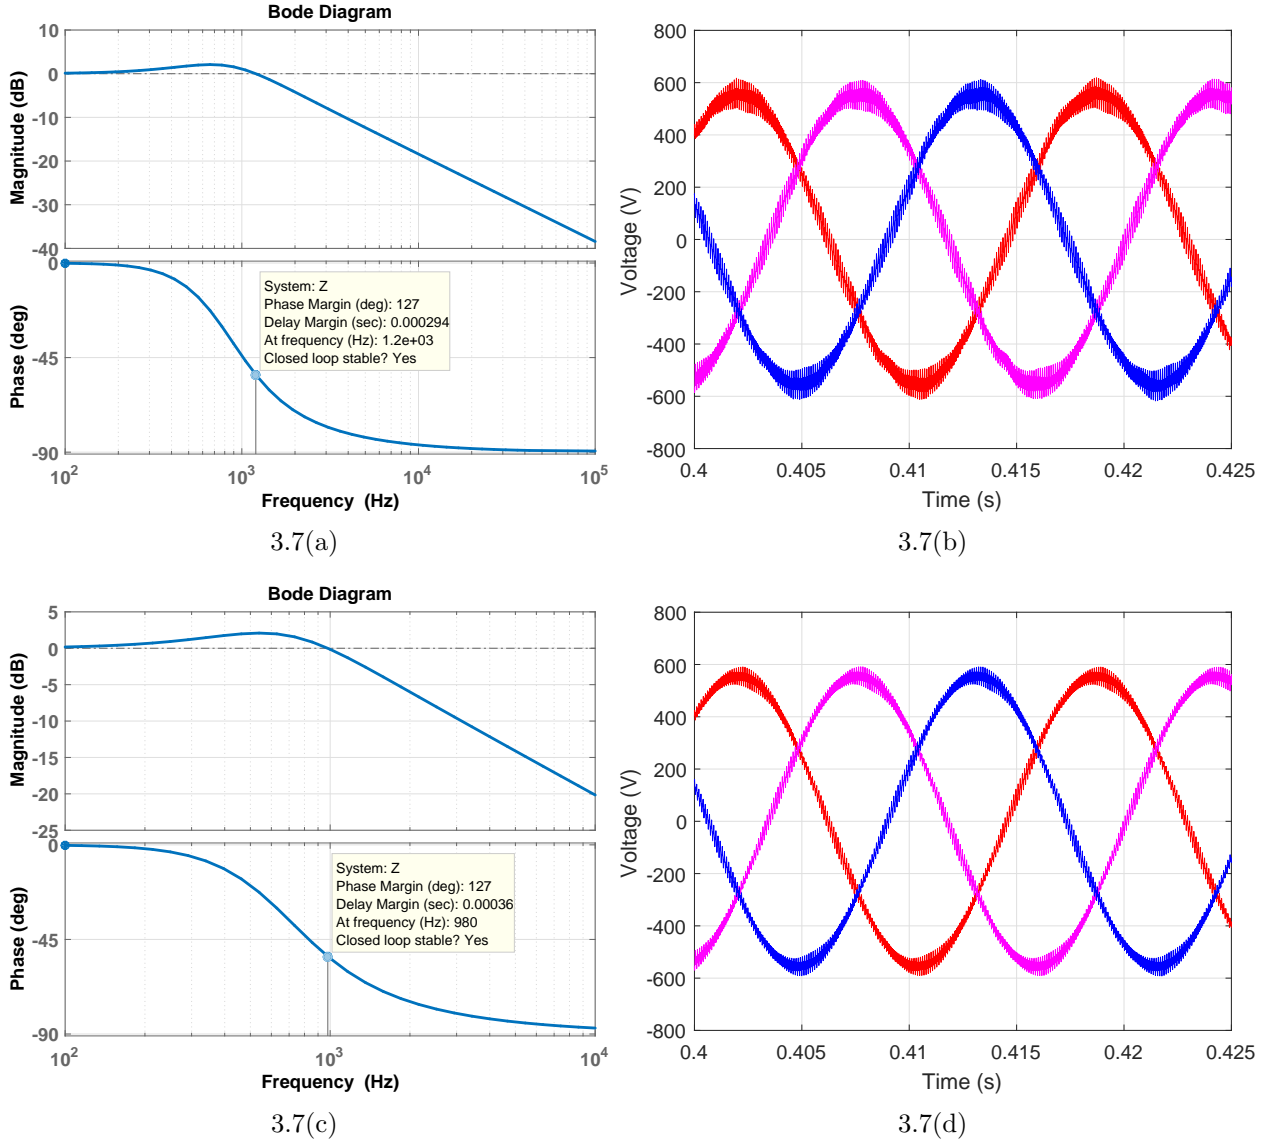 Bode Diagram
10
0
-10
-20
-30
-40
Magnitude (dB)
0
-45
-90
Phase (deg)
System: Z
Phase Margin (deg): 127
Delay Margin (sec): 0.000294
At frequency (Hz): 1.2e+03
Closed loop stable? Yes
10^2
10^3
10^4
10^5
Frequency (Hz)
3.7(a)
800
600
400
200
0
-200
-400
-600
-800
Voltage (V)
0.4
0.405
0.41
0.415
0.42
0.425
Time (s)
3.7(b)
Bode Diagram
5
0
-5
-10
-15
-20
-25
Magnitude (dB)
0
-45
-90
Phase (deg)
System: Z
Phase Margin (deg): 127
Delay Margin (sec): 0.00036
At frequency (Hz): 980
Closed loop stable? Yes
10^2
10^3
10^4
Frequency (Hz)
3.7(c)
800
600
400
200
0
-200
-400
-600
-800
Voltage (V)
0.4
0.405
0.41
0.415
0.42
0.425
Time (s)
3.7(d)